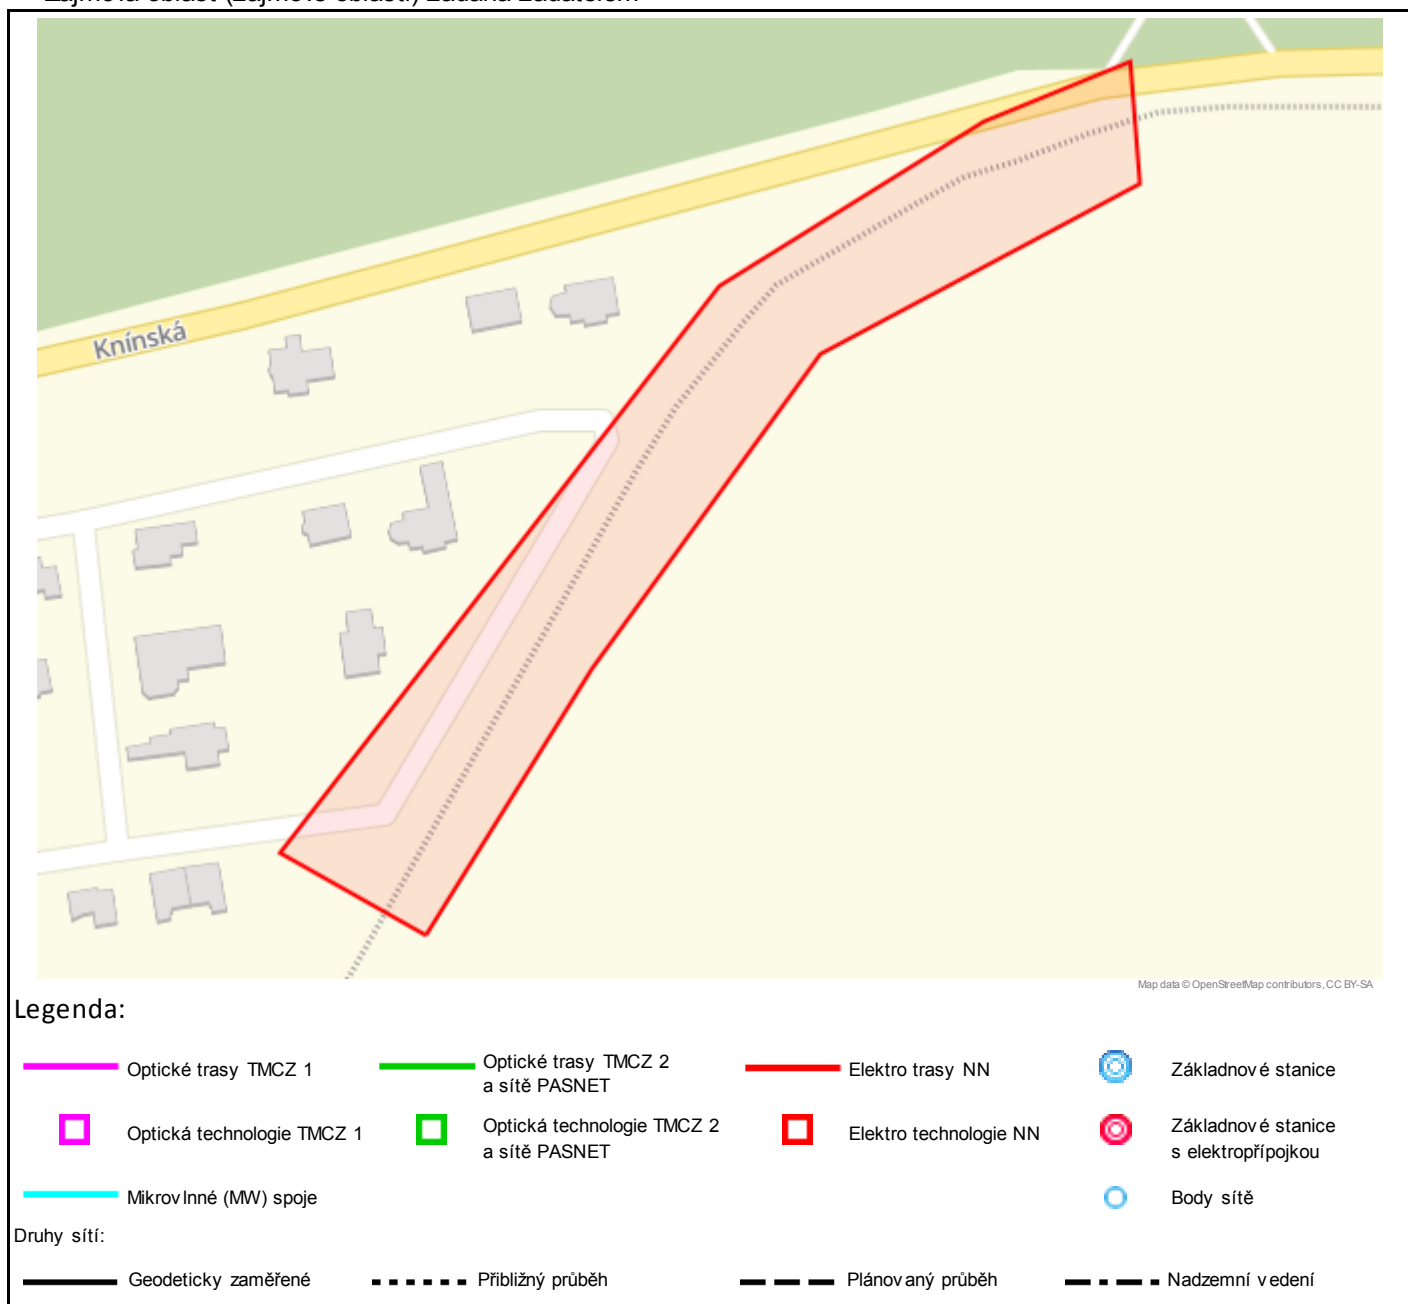 Knínská
Map data © OpenStreetMap contributors, CC BY-SA
Legenda:
Optické trasy TMCZ 1
Optické trasy TMCZ 2
a sítě PASNET
Elektro trasy NN
Základnové stanice
Optická technologie TMCZ 1
Optická technologie TMCZ 2
a sítě PASNET
Elektro technologie NN
Základnové stanice
s elektropřípojkou
Mikrovlnné (MW) spoje
Body sítě
Druhy sítí:
Geodeticky zaměřené
Přibližný průběh
Plánovaný průběh
Nadzemní vedení